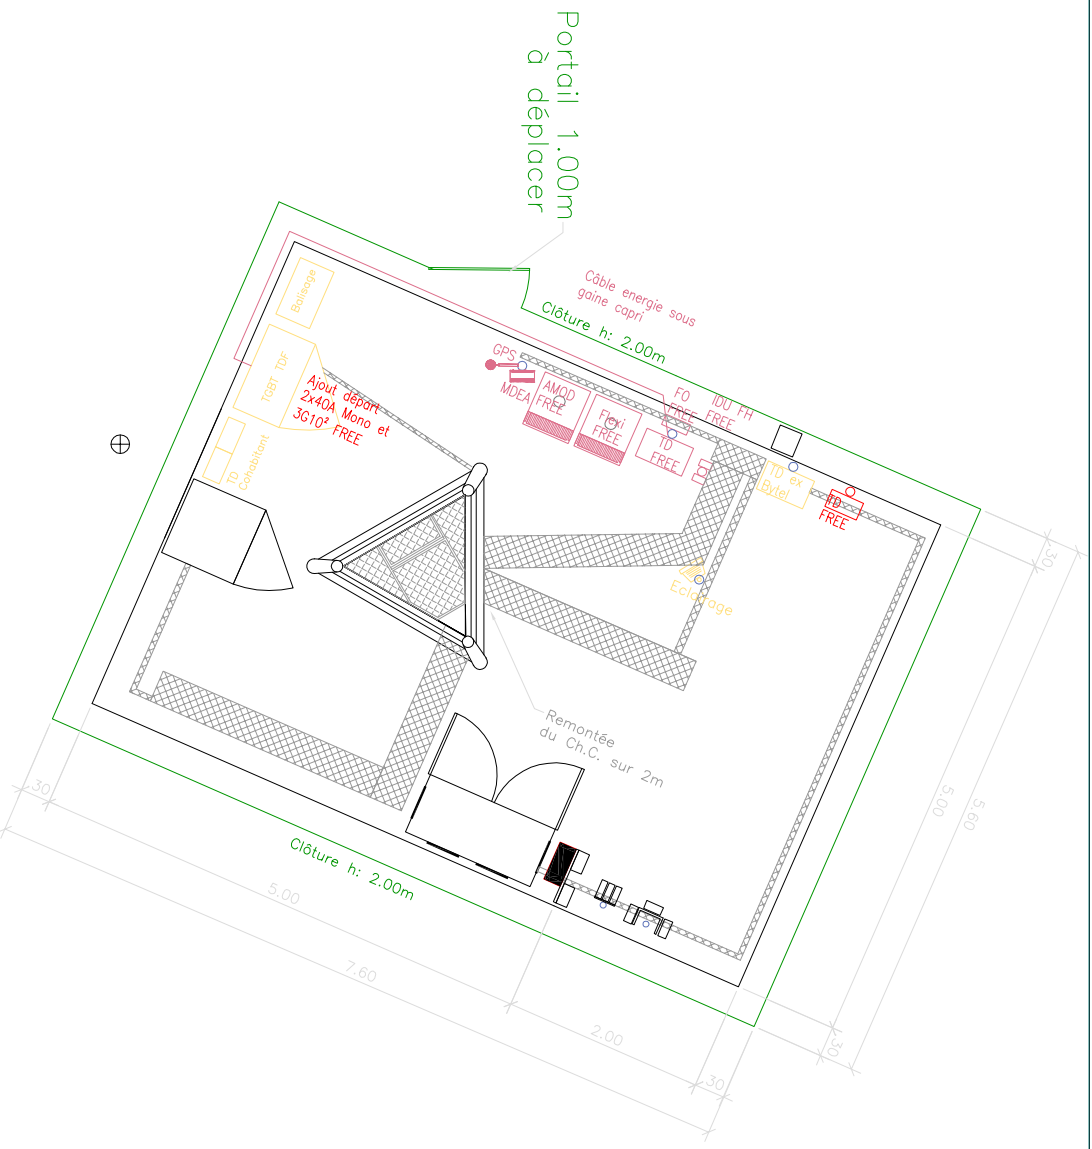 Portail 1.00m
à déplacer
Câble energie sous
gaine capri
Clôture h: 2.00m
GPS
MDEA
AMOD
FREE
Flexi
FREE
FO
FREE
IDU FH
FREE
TD
FREE
TD ex
Bytel
TD
FREE
Balisage
TGBT TDF
Ajout départ
2x40A Mono et
3G10² FREE
TD
Cohabitant
Eclairage
Remontée
du Ch.C. sur 2m
Clôture h: 2.00m
30
5.00
5.60
30
30
5.00
7.60
2.00
30